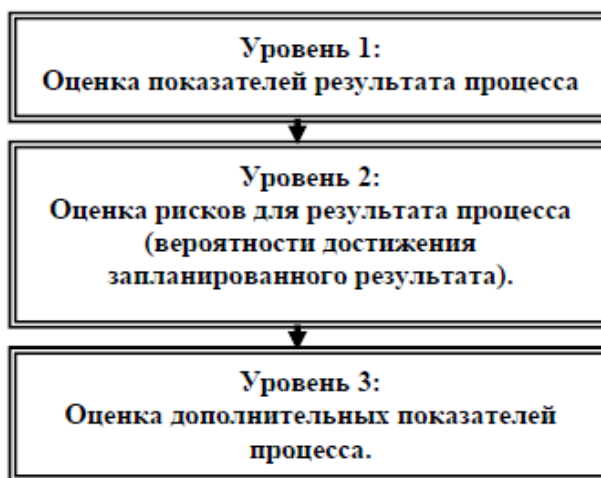 Уровень 1:
Оценка показателей результата процесса
Уровень 2:
Оценка рисков для результата процесса
(вероятности достижения
запланированного результата).
Уровень 3:
Оценка дополнительных показателей
процесса.